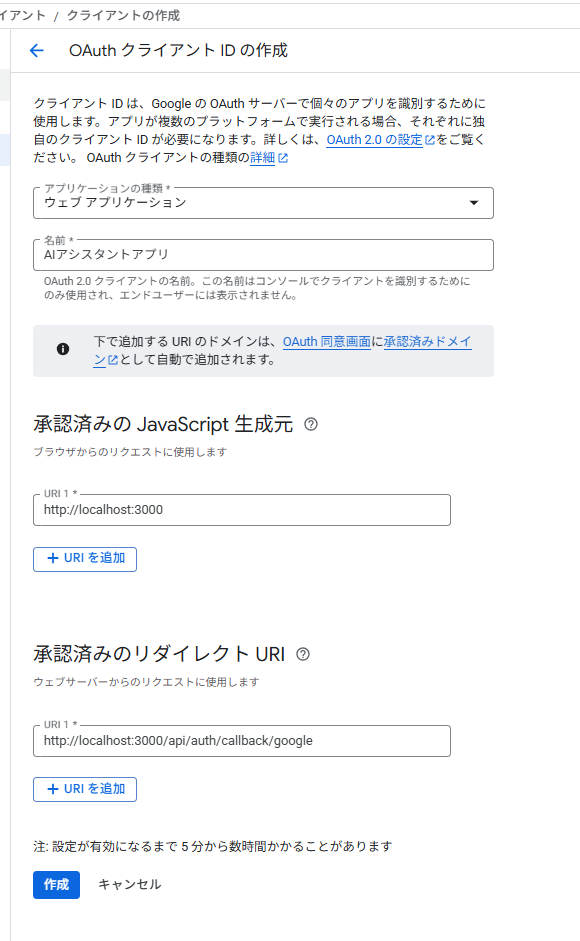 イアント / クライアントの作成
OAuth クライアント ID の作成
クライアント ID は、Google の OAuth サーバーで個々のアプリを識別するために
使用します。アプリが複数のプラットフォームで実行される場合、それぞれに独
自のクライアント ID が必要になります。詳しくは、OAuth 2.0 の設定をご覧く
ださい。 OAuth クライアントの種類の詳細
アプリケーションの種類 *
ウェブ アプリケーション
名前 *
AIアシスタントアプリ
OAuth 2.0 クライアントの名前。この名前はコンソールでクライアントを識別するために
のみ使用され、エンドユーザーには表示されません。
下で追加する URI のドメインは、OAuth 同意画面に承認済みドメイ
ンとして自動で追加されます。
承認済みの JavaScript 生成元
ブラウザからのリクエストに使用します
URI 1 *
http://localhost:3000
+ URI を追加
承認済みのリダイレクト URI
ウェブサーバーからのリクエストに使用します
URI 1 *
http://localhost:3000/api/auth/callback/google
+ URI を追加
注: 設定が有効になるまで 5 分から数時間かかることがあります
作成 キャンセル